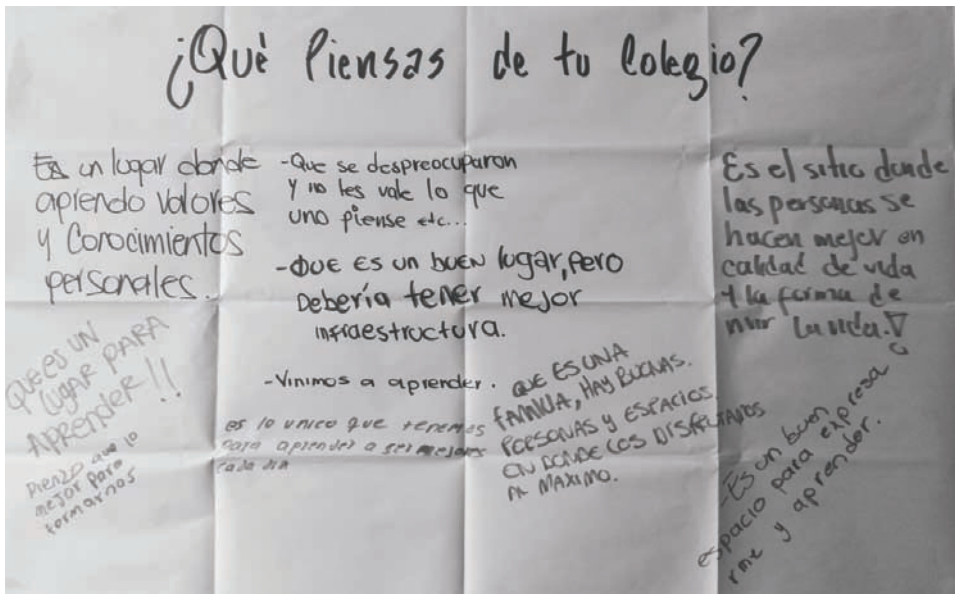 ¿Qué Piensas de tu Colegio?
Es un lugar donde
aprendo valores
y Conocimientos
personales.
-Que se despreocuparon
y no les vale lo que
uno piense etc...
-QUE ES UN BUEN lugar, pero
Debería tener mejor
infraestructura.
-Vinimos a aprender.
Es el sitio donde
las personas se
hacen mejor en
calidad de vida
y la forma de
vivir la vida.
QUE ES UN
lugar PARA
APRENDER!!
Pienzo que lo
mejor para
formarnos
es lo unico que tenemos
para aprender a ser mejores
cada dia
QUE ES UNA
FAMILIA, HAY BUENAS.
PERSONAS Y ESPACIOS
EN DONDE LOS DISFRUTAMOS
AL MAXIMO.
-Es un buen
espacio para expresa
rme y aprender.